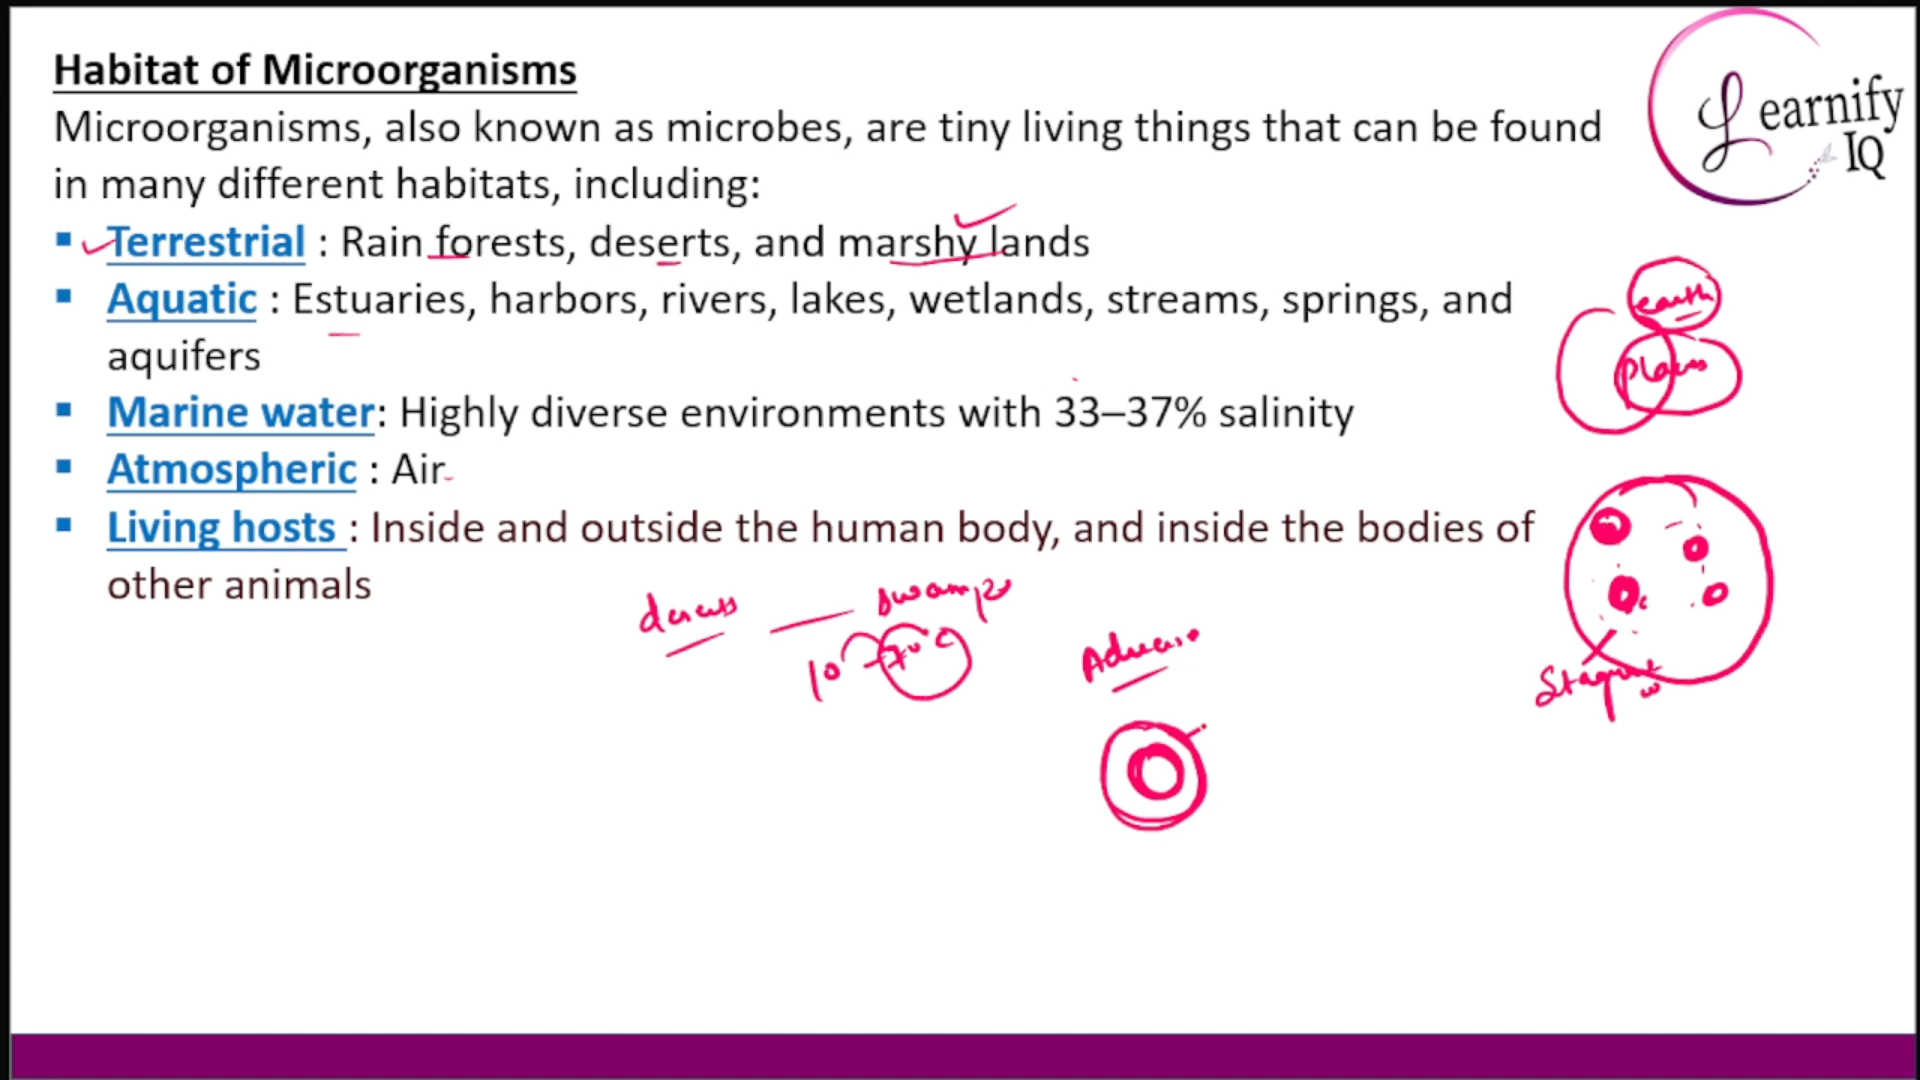 Habitat of Microorganisms
Microorganisms, also known as microbes, are tiny living things that can be found
in many different habitats, including:
▪ Terrestrial : Rain forests, deserts, and marshy lands
▪ Aquatic : Estuaries, harbors, rivers, lakes, wetlands, streams, springs, and
aquifers
▪ Marine water: Highly diverse environments with 33–37% salinity
▪ Atmospheric : Air
▪ Living hosts : Inside and outside the human body, and inside the bodies of
other animals
Learnify
IQ
earth
swamps
10